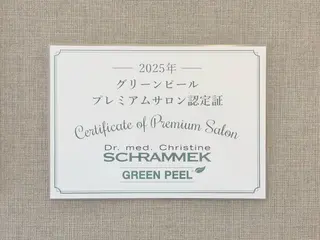 2025年
グリーンピール
プレミアムサロン認定証
Certificate of Premium Salon
Dr. med. Christine
SCHRAMMEK
GREEN PEEL